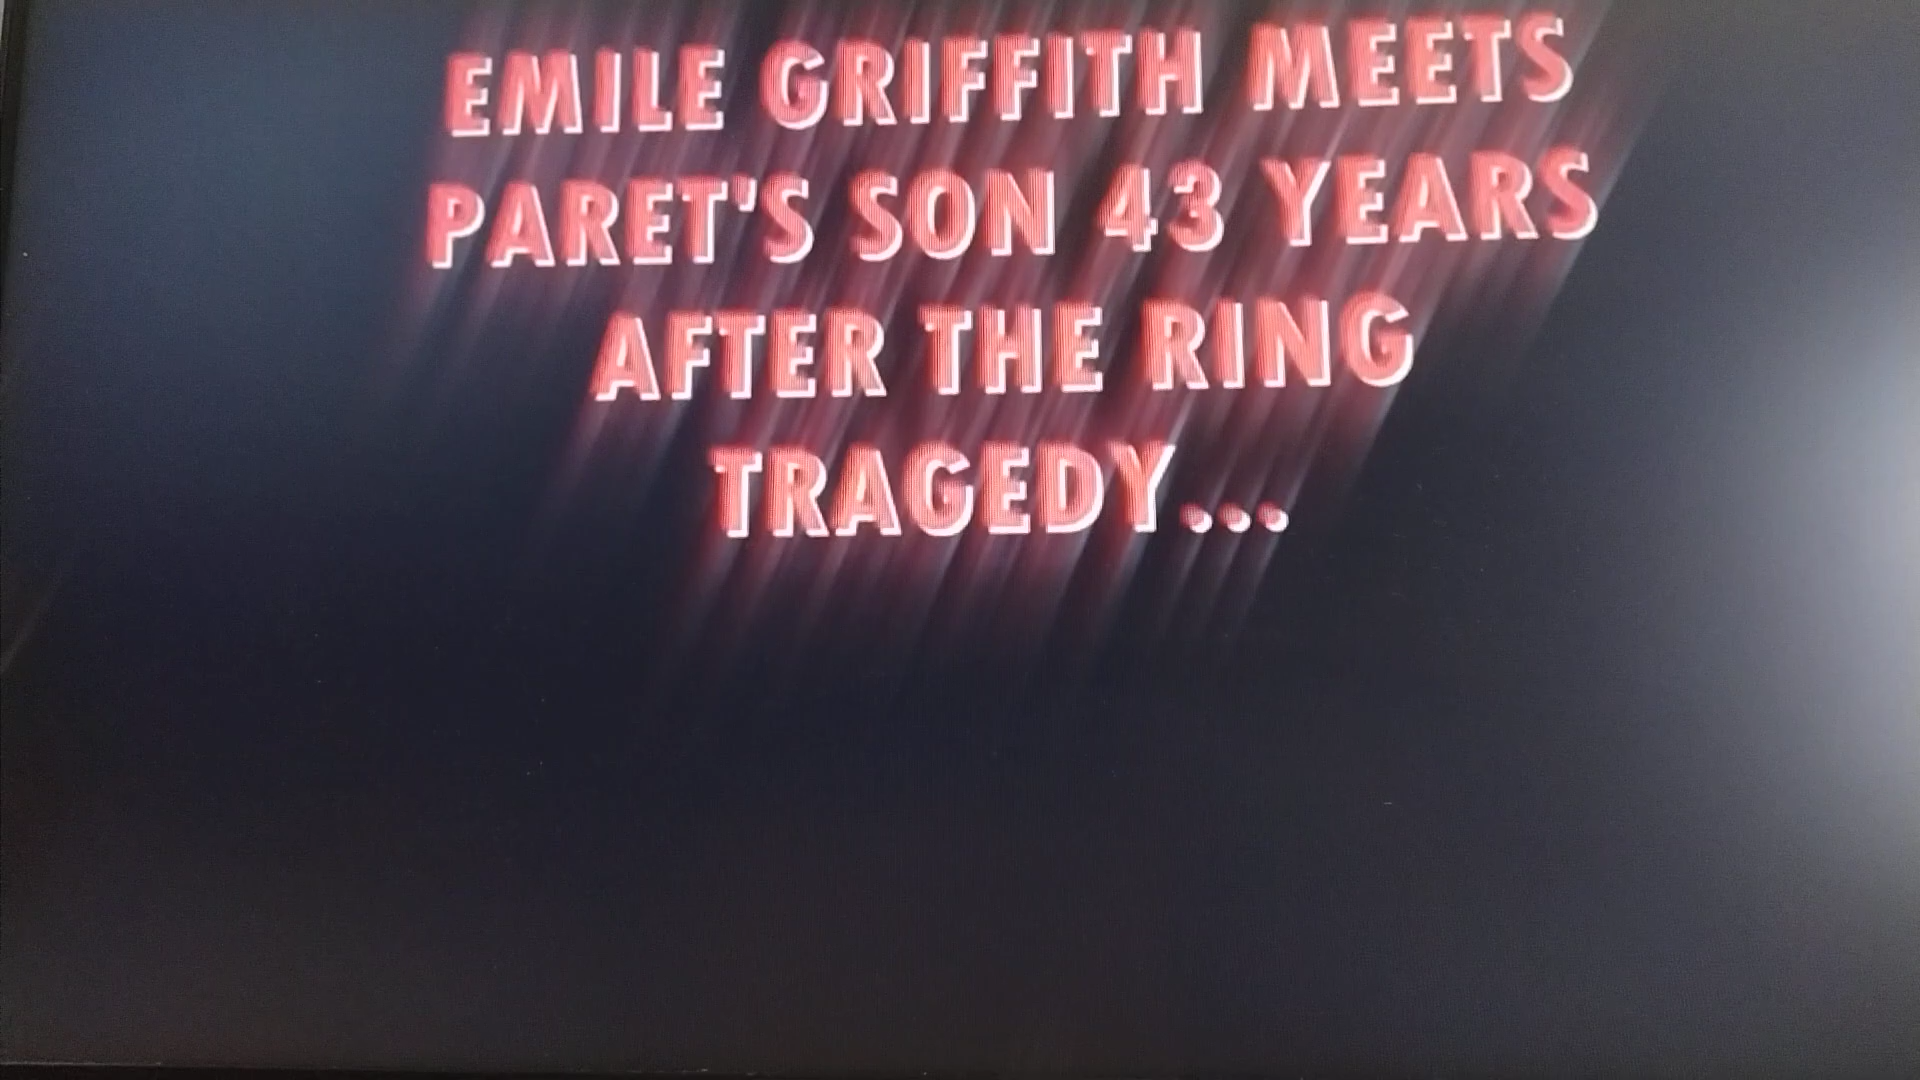 EMILE GRIFFITH MEETS
PARET'S SON 43 YEARS
AFTER THE RING
TRAGEDY...